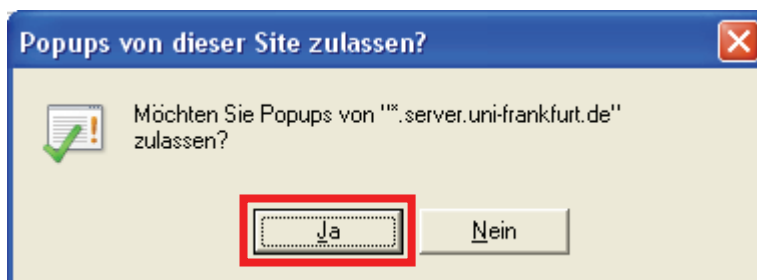 Popups von dieser Site zulassen?
Möchten Sie Popups von "*.server.uni-frankfurt.de"
zulassen?
Ja Nein